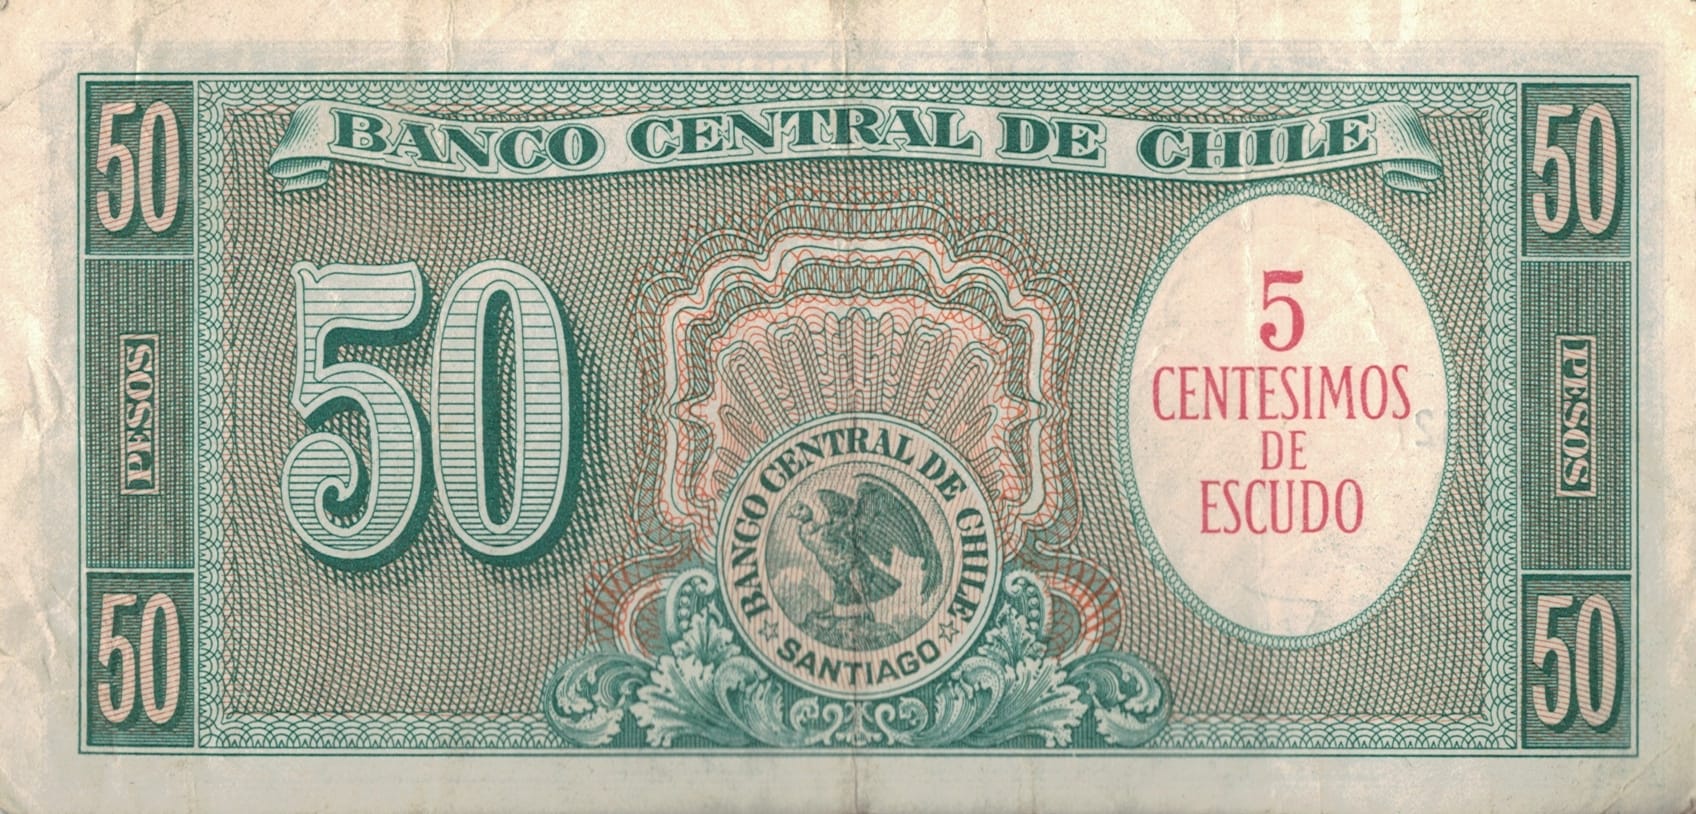 BANCO CENTRAL DE CHILE
50
50
50
5
CENTESIMOS
DE
ESCUDO
PESOS
PESOS
BANCO CENTRAL DE CHILE
☆ SANTIAGO ☆
50
50